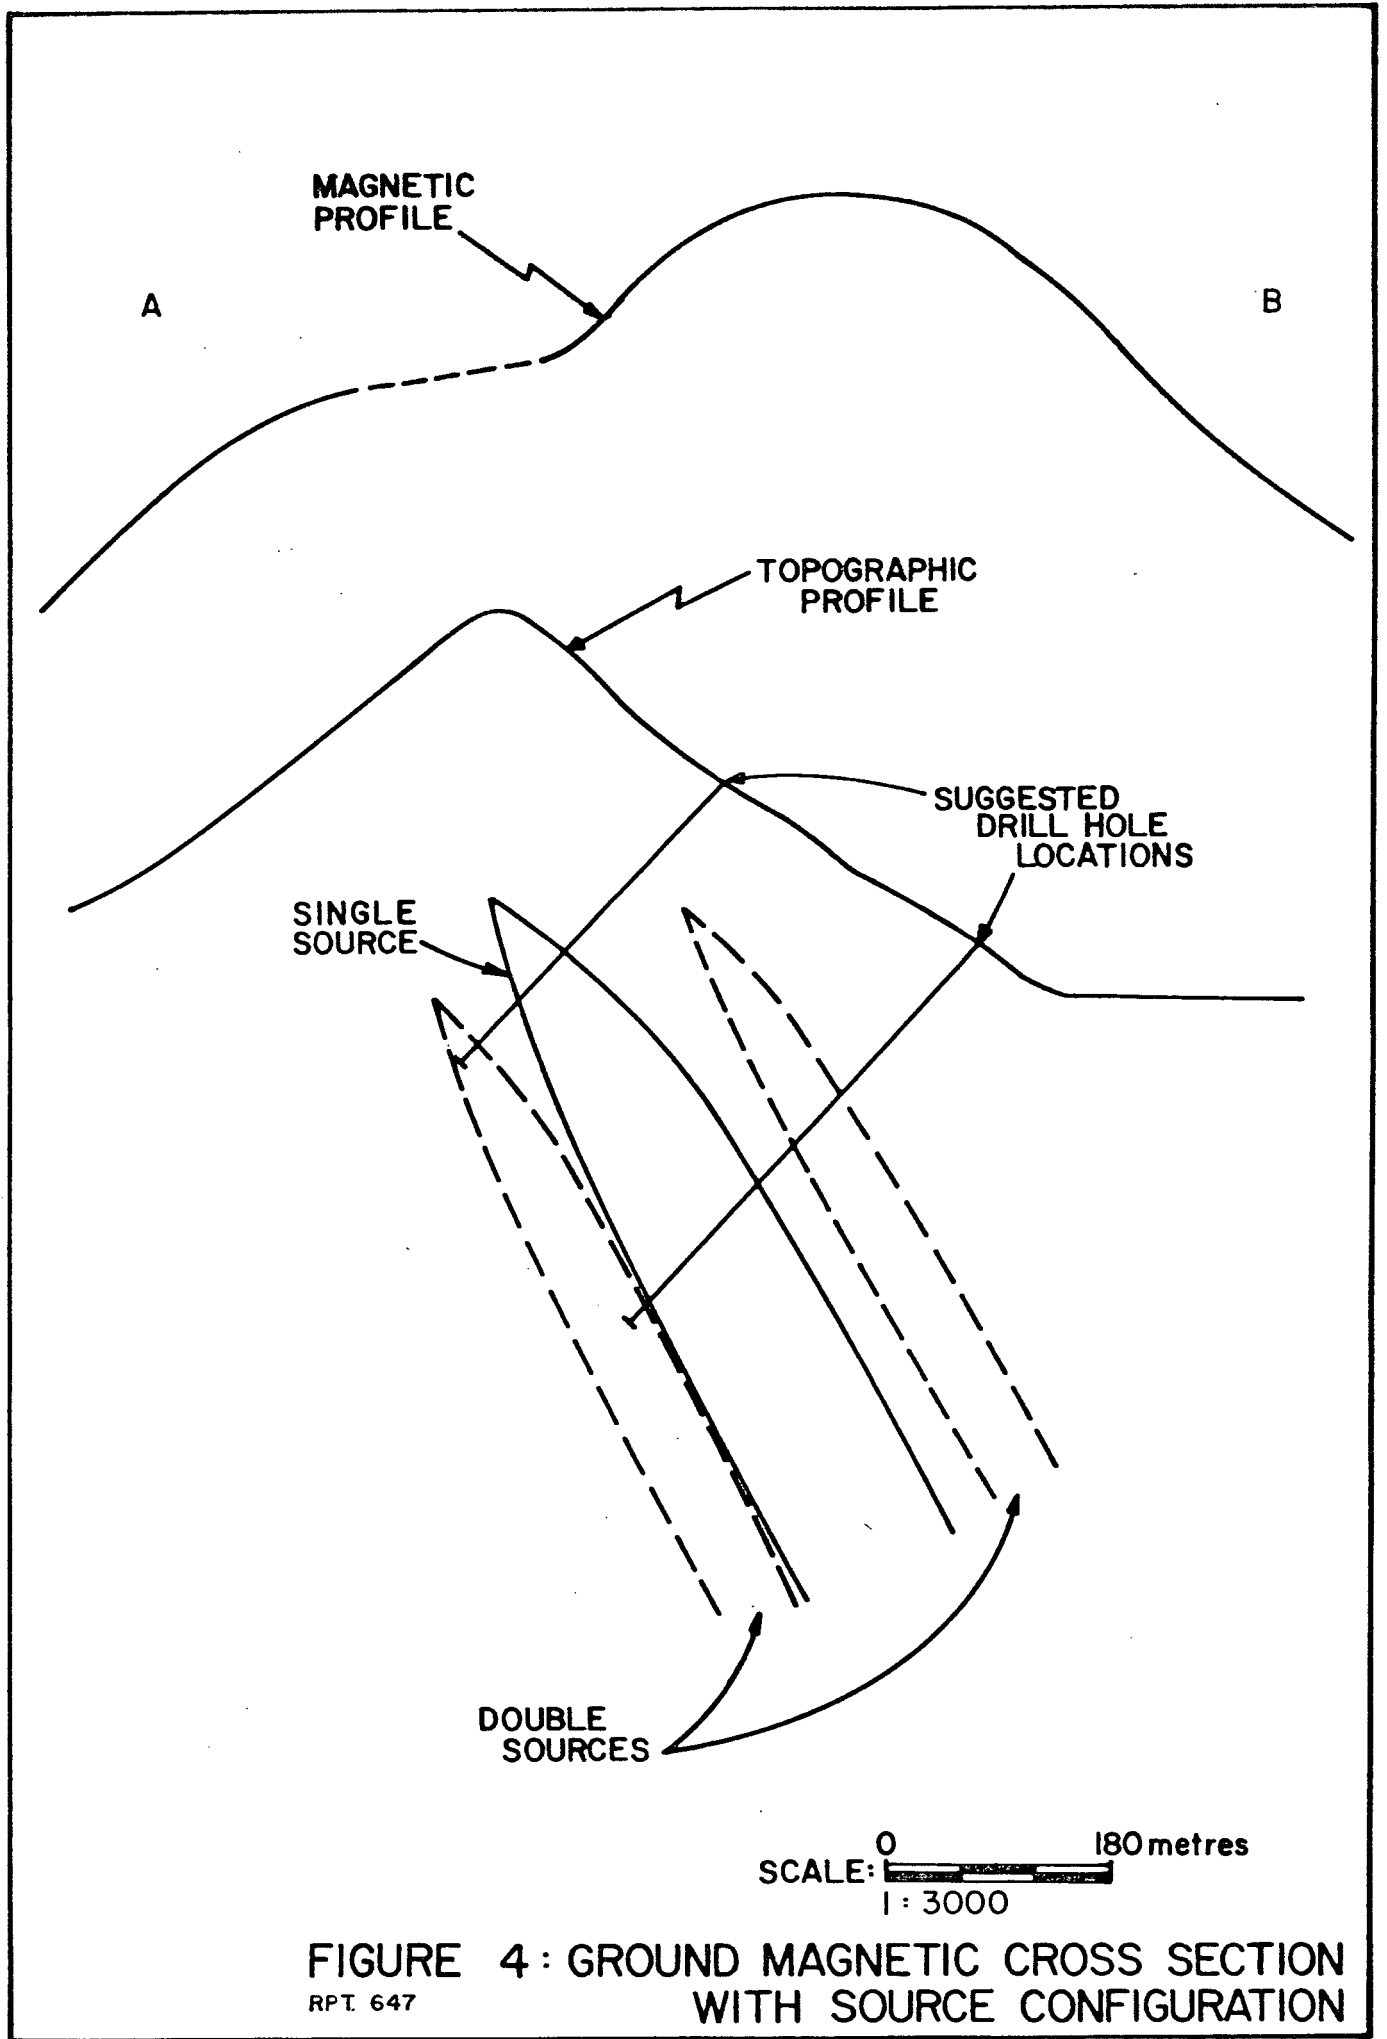 MAGNETIC
PROFILE
A
B
TOPOGRAPHIC
PROFILE
SUGGESTED
DRILL HOLE
LOCATIONS
SINGLE
SOURCE
DOUBLE
SOURCES
0 180 metres
SCALE:
1 : 3000
FIGURE 4 : GROUND MAGNETIC CROSS SECTION
RPT. 647 WITH SOURCE CONFIGURATION